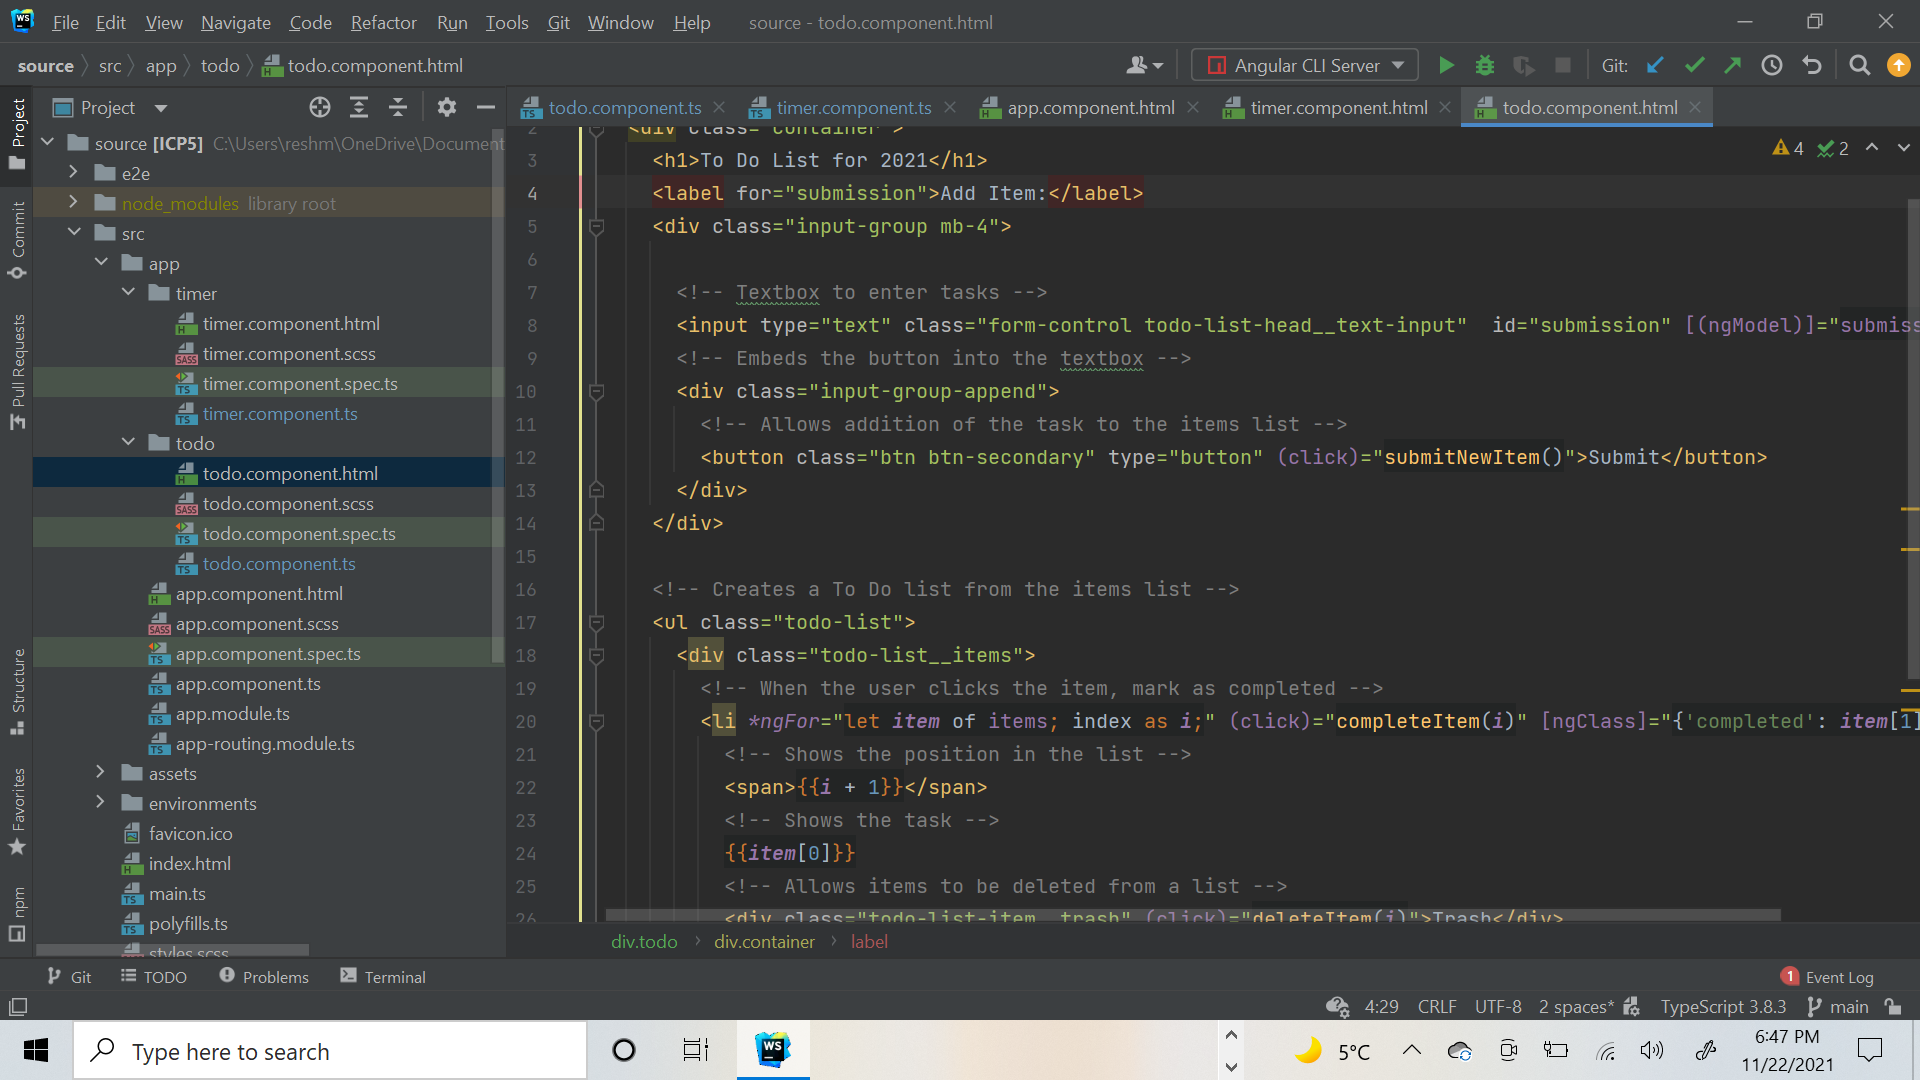 WS File Edit View Navigate Code Refactor Run Tools Git Window Help source - todo.component.html
source src app todo todo.component.html Angular CLI Server Git:
Project todo.component.ts timer.component.ts app.component.html timer.component.html todo.component.html
Project
Commit
Pull Requests
Structure
Favorites
npm
source [ICP5] C:\Users\reshm\OneDrive\Document
e2e
node_modules library root
src
app
timer
timer.component.html
timer.component.scss
timer.component.spec.ts
timer.component.ts
todo
todo.component.html
todo.component.scss
todo.component.spec.ts
todo.component.ts
app.component.html
app.component.scss
app.component.spec.ts
app.component.ts
app.module.ts
app-routing.module.ts
assets
environments
favicon.ico
index.html
main.ts
polyfills.ts
styles.scss
4 2
2 <div class="container">
3 <h1>To Do List for 2021</h1>
4 <label for="submission">Add Item:</label>
5 <div class="input-group mb-4">
6
7 <!-- Textbox to enter tasks -->
8 <input type="text" class="form-control todo-list-head__text-input" id="submission" [(ngModel)]="submiss
9 <!-- Embeds the button into the textbox -->
10 <div class="input-group-append">
11 <!-- Allows addition of the task to the items list -->
12 <button class="btn btn-secondary" type="button" (click)="submitNewItem()">Submit</button>
13 </div>
14 </div>
15
16 <!-- Creates a To Do list from the items list -->
17 <ul class="todo-list">
18 <div class="todo-list__items">
19 <!-- When the user clicks the item, mark as completed -->
20 <li *ngFor="let item of items; index as i;" (click)="completeItem(i)" [ngClass]="{'completed': item[1]
21 <!-- Shows the position in the list -->
22 <span>{{i + 1}}</span>
23 <!-- Shows the task -->
24 {{item[0]}}
25 <!-- Allows items to be deleted from a list -->
26 <div class="todo-list-item__trash" (click)="deleteItem(i)">Trash</div>
div.todo div.container label
Git TODO Problems Terminal 1 Event Log
4:29 CRLF UTF-8 2 spaces* TypeScript 3.8.3 main
Type here to search WS 5°C 6:47 PM
11/22/2021